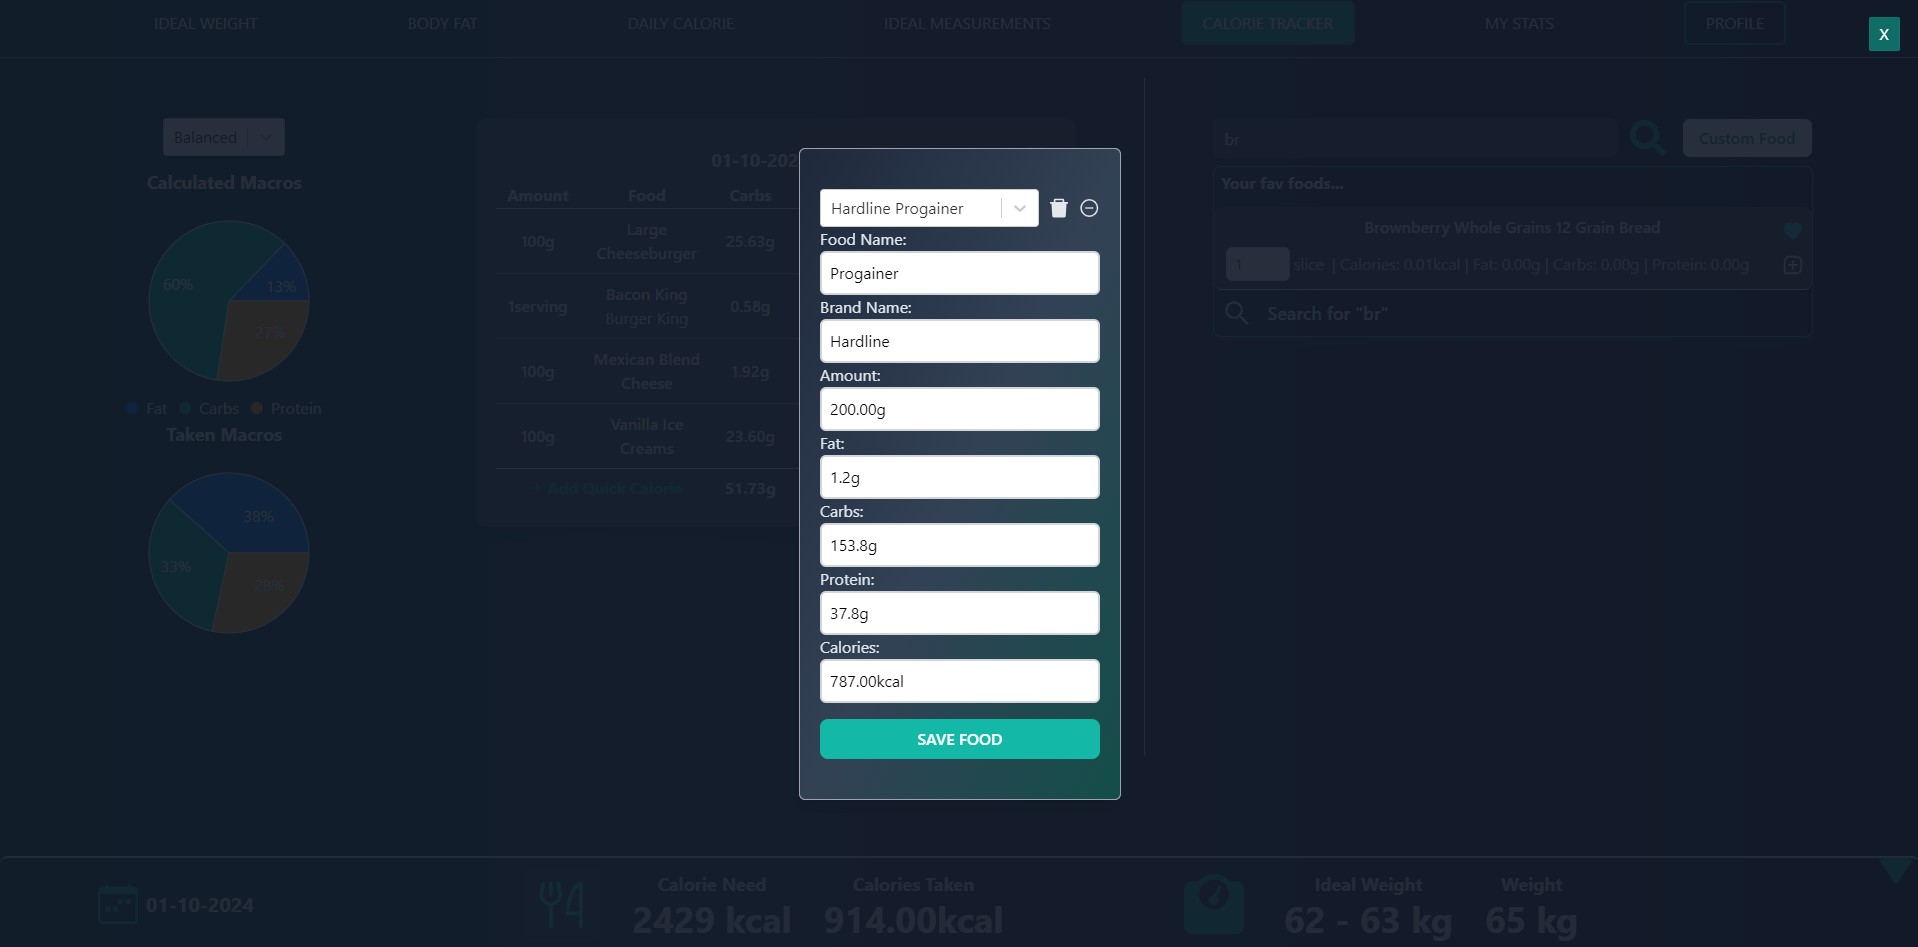 IDEAL WEIGHT BODY FAT DAILY CALORIE IDEAL MEASUREMENTS CALORIE TRACKER MY STATS PROFILE
X
Balanced
Calculated Macros
60%
13%
27%
Fat Carbs Protein
Taken Macros
38%
33%
28%
01-10-202
Amount Food Carbs
100g Large Cheeseburger 25.63g
1serving Bacon King Burger King 0.58g
100g Mexican Blend Cheese 1.92g
100g Vanilla Ice Creams 23.60g
+ Add Quick Calorie 51.73g
Hardline Progainer
Food Name:
Progainer
Brand Name:
Hardline
Amount:
200.00g
Fat:
1.2g
Carbs:
153.8g
Protein:
37.8g
Calories:
787.00kcal
SAVE FOOD
br
Custom Food
Your fav foods...
Brownberry Whole Grains 12 Grain Bread
1 slice | Calories: 0.01kcal | Fat: 0.00g | Carbs: 0.00g | Protein: 0.00g
Search for "br"
01-10-2024
Calorie Need
2429 kcal
Calories Taken
914.00kcal
Ideal Weight
62 - 63 kg
Weight
65 kg